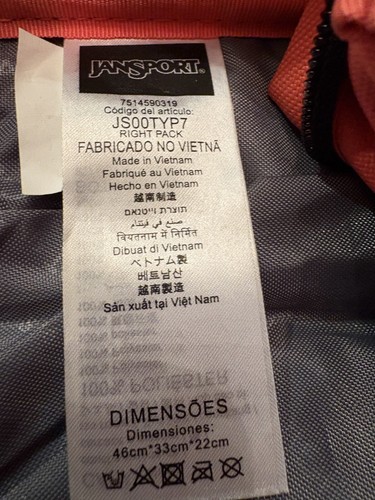 JANSPORT
7514590319
Código del artículo:
JS00TYP7
RIGHT PACK
FABRICADO NO VIETNÃ
Made in Vietnam
Fabriqué au Vietnam
Hecho en Vietnam
越南制造
תוצרת וייטנאם
صنع في فيتنام
वियतनाम में निर्मित
Dibuat di Vietnam
ベトナム製
베트남산
越南製造
Sản xuất tại Việt Nam
100% POLIÉSTER
DIMENSÕES
Dimensiones:
46cm*33cm*22cm